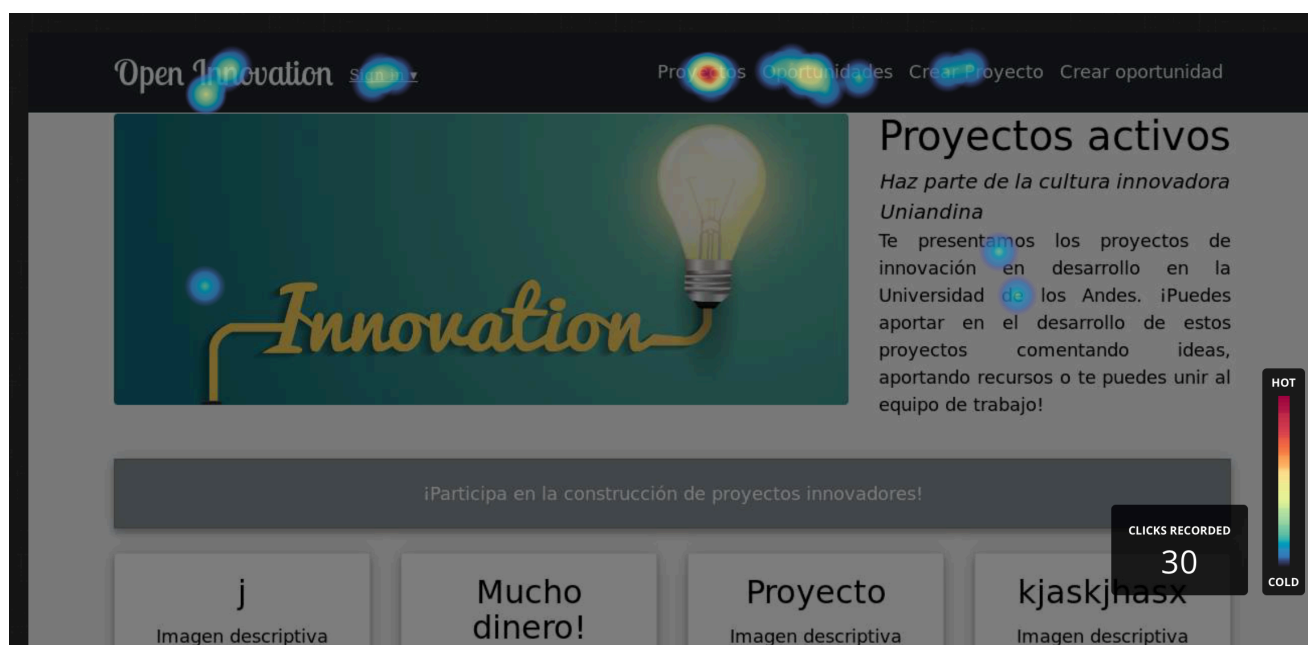 Open Innovation Sign in ▾ Proyectos Oportunidades Crear Proyecto Crear oportunidad
Innovation
Proyectos activos
Haz parte de la cultura innovadora
Uniandina
Te presentamos los proyectos de
innovación en desarrollo en la
Universidad de los Andes. ¡Puedes
aportar en el desarrollo de estos
proyectos comentando ideas,
aportando recursos o te puedes unir al
equipo de trabajo!
¡Participa en la construcción de proyectos innovadores!
j
Imagen descriptiva
Mucho
dinero!
Proyecto
Imagen descriptiva
kjaskjhasx
Imagen descriptiva
HOT
COLD
CLICKS RECORDED
30